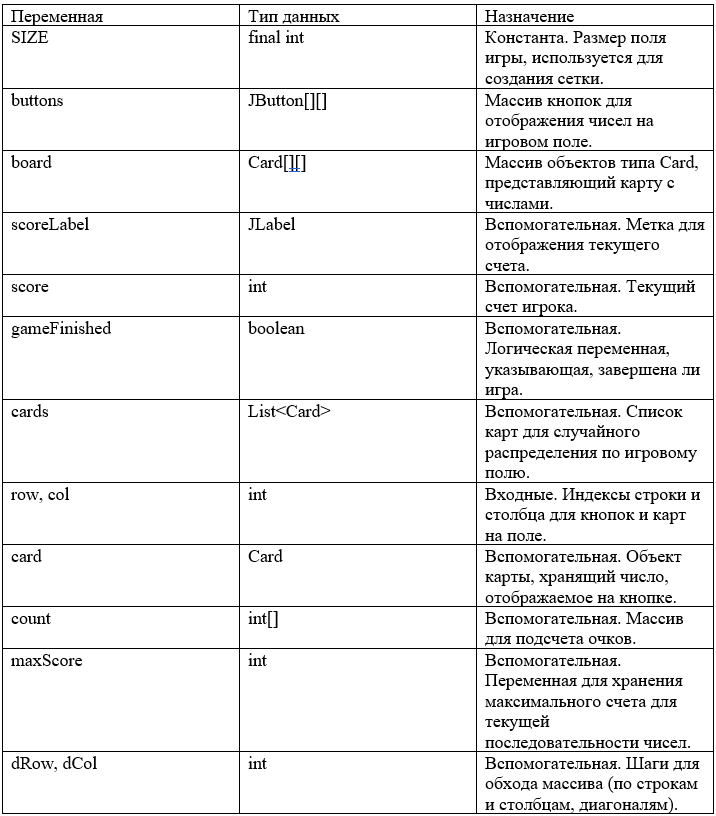 Переменная
Тип данных
Назначение
SIZE
final int
Константа. Размер поля
игры, используется для
создания сетки.
buttons
JButton[][]
Массив кнопок для
отображения чисел на
игровом поле.
board
Card[][]
Массив объектов типа Card,
представляющий карту с
числами.
scoreLabel
JLabel
Вспомогательная. Метка для
отображения текущего
счета.
score
int
Вспомогательная. Текущий
счет игрока.
gameFinished
boolean
Вспомогательная.
Логическая переменная,
указывающая, завершена ли
игра.
cards
List<Card>
Вспомогательная. Список
карт для случайного
распределения по игровому
полю.
row, col
int
Входные. Индексы строки и
столбца для кнопок и карт
на поле.
card
Card
Вспомогательная. Объект
карты, хранящий число,
отображаемое на кнопке.
count
int[]
Вспомогательная. Массив
для подсчета очков.
maxScore
int
Вспомогательная.
Переменная для хранения
максимального счета для
текущей
последовательности чисел.
dRow, dCol
int
Вспомогательная. Шаги для
обхода массива (по строкам
и столбцам, диагоналям).